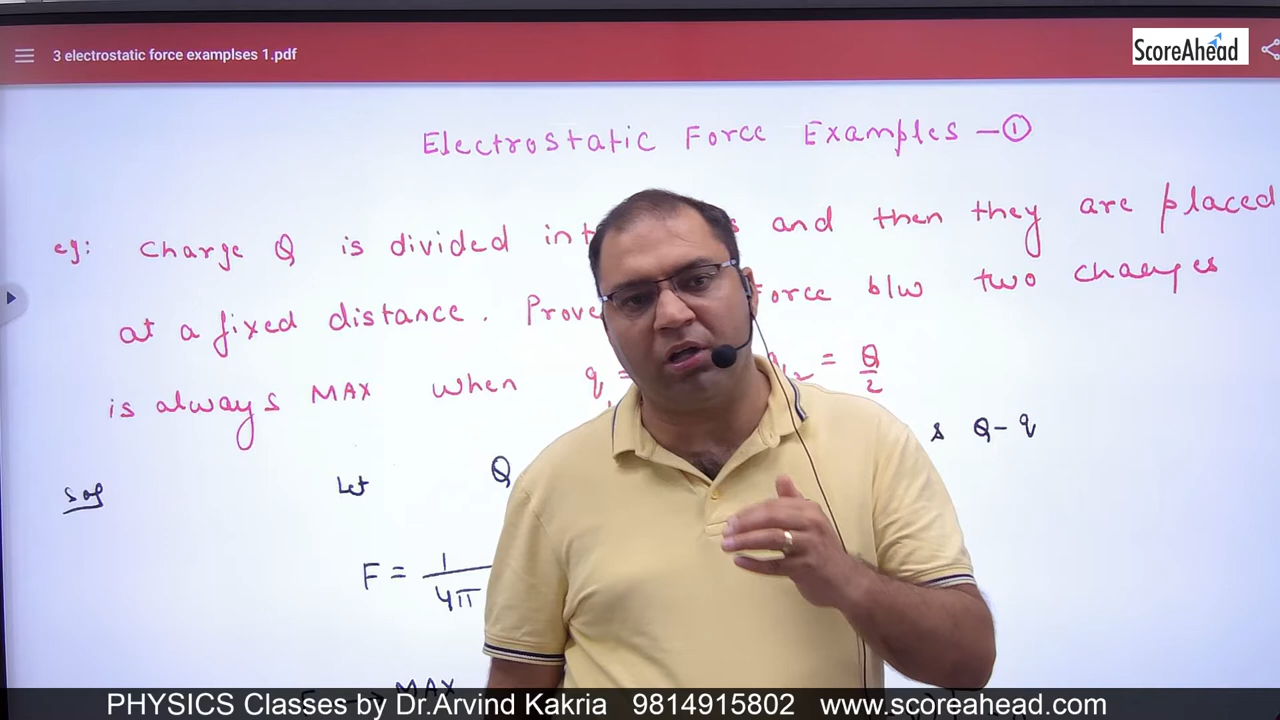 3 electrostatic force examplses 1.pdf
ScoreAhead
Electrostatic Force Examples - ①
eg: Charge Q is divided and then they are placed
at a fixed distance. Prove b/w two charges
is always MAX when q = = Q/2
Sol Let Q Q-q
F = 1/4π
MAX
PHYSICS Classes by Dr.Arvind Kakria 9814915802 www.scoreahead.com